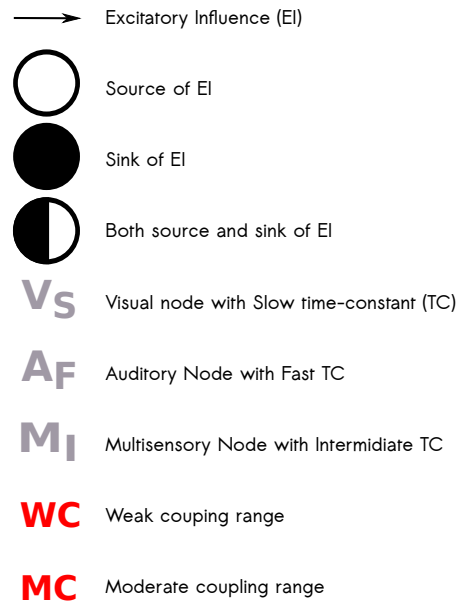 Excitatory Influence (EI)
Source of EI
Sink of EI
Both source and sink of EI
VS Visual node with Slow time-constant (TC)
AF Auditory Node with Fast TC
MI Multisensory Node with Intermidiate TC
WC Weak couping range
MC Moderate coupling range